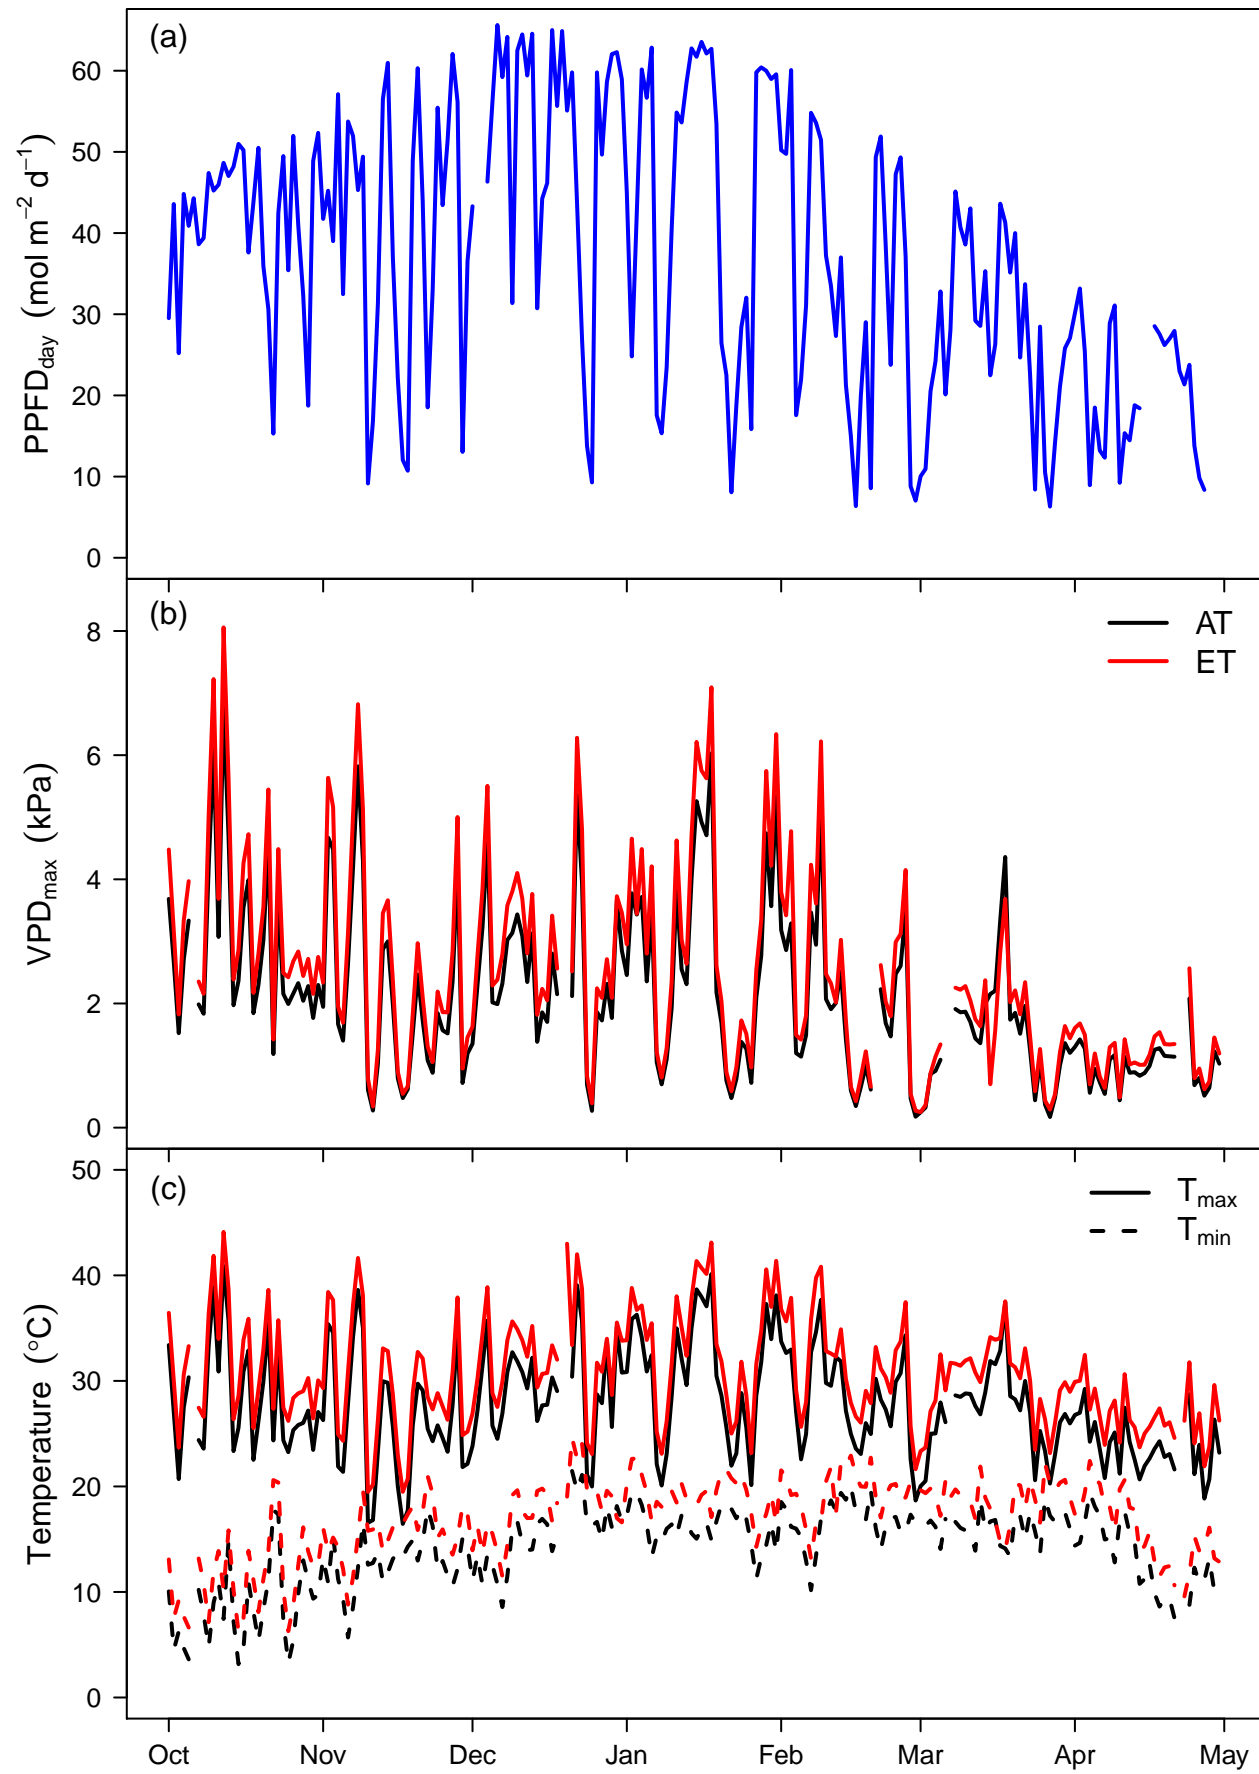 (a)
PPFDday (mol m−2 d−1)
60
50
40
30
20
10
0
(b)
AT
ET
VPDmax (kPa)
8
6
4
2
0
(c)
Tmax
Tmin
Temperature (°C)
50
40
30
20
10
0
Oct Nov Dec Jan Feb Mar Apr May